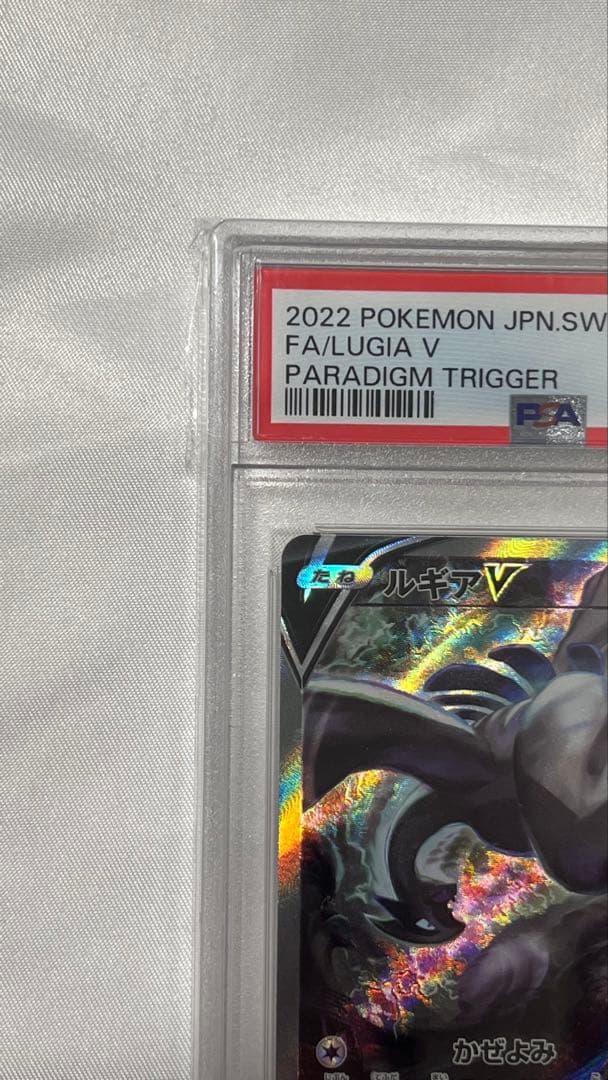 2022 POKEMON JPN.SW
FA/LUGIA V
PARADIGM TRIGGER
PSA
たね ルギアV
かぜよみ